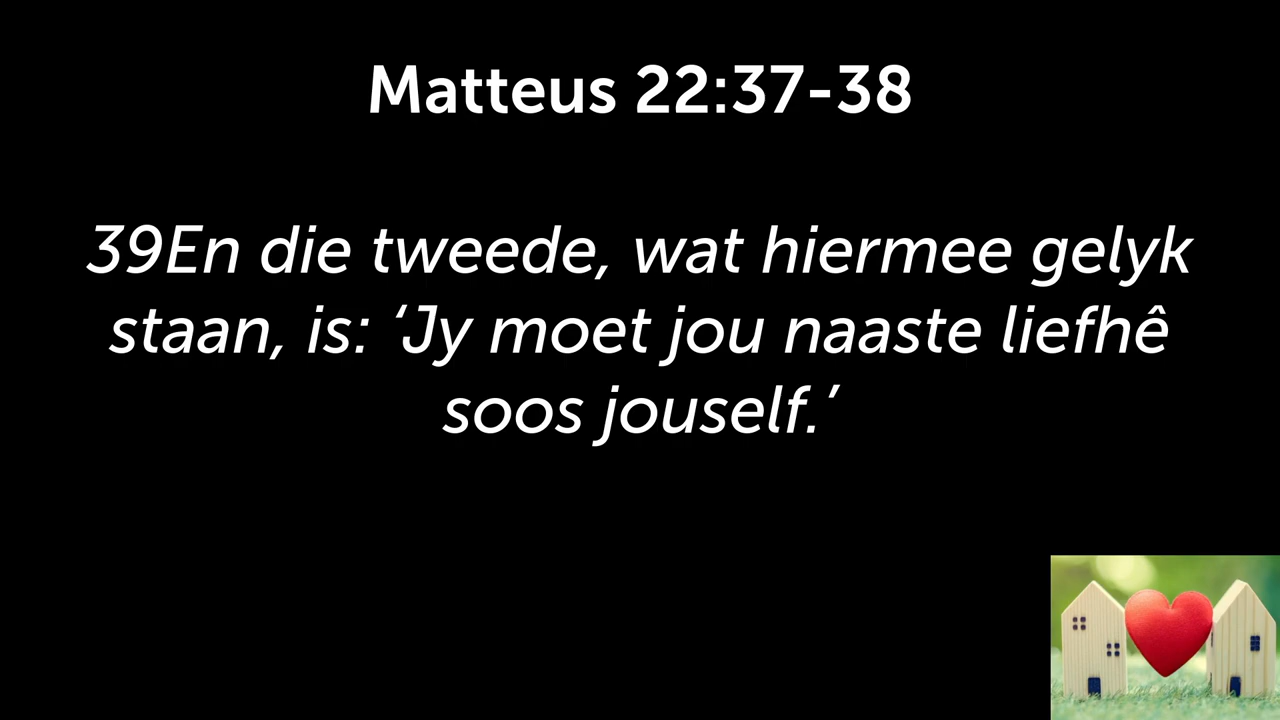 Matteus 22:37-38
39En die tweede, wat hiermee gelyk
staan, is: ‘Jy moet jou naaste liefhê
soos jouself.’